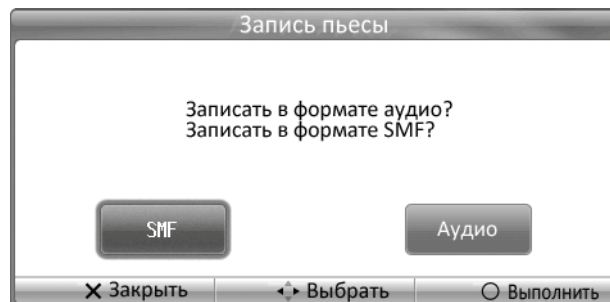 Запись пьесы
Записать в формате аудио?
Записать в формате SMF?
SMF
Аудио
Закрыть
Выбрать
Выполнить